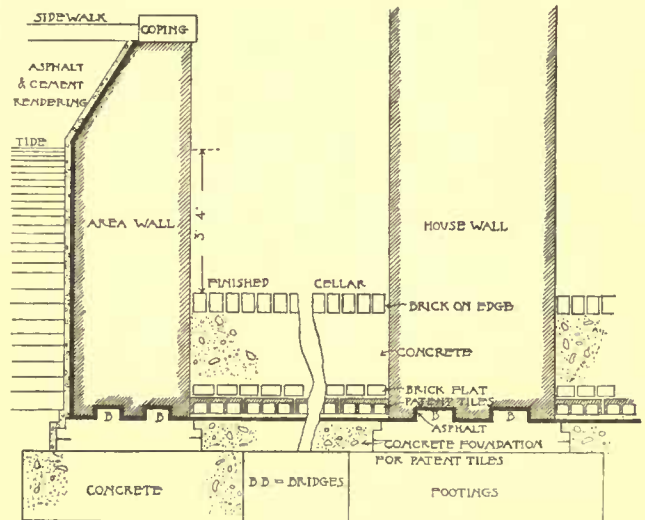 SIDEWALK
COPING
ASPHALT
& CEMENT
RENDERING
TIDE
AREA WALL
3' 4"
HOUSE WALL
FINISHED CELLAR
BRICK ON EDGE
CONCRETE
BRICK FLAT
PATENT TILES
B B B B
ASPHALT
CONCRETE FOUNDATION
FOR PATENT TILES
CONCRETE
B B = BRIDGES
FOOTINGS